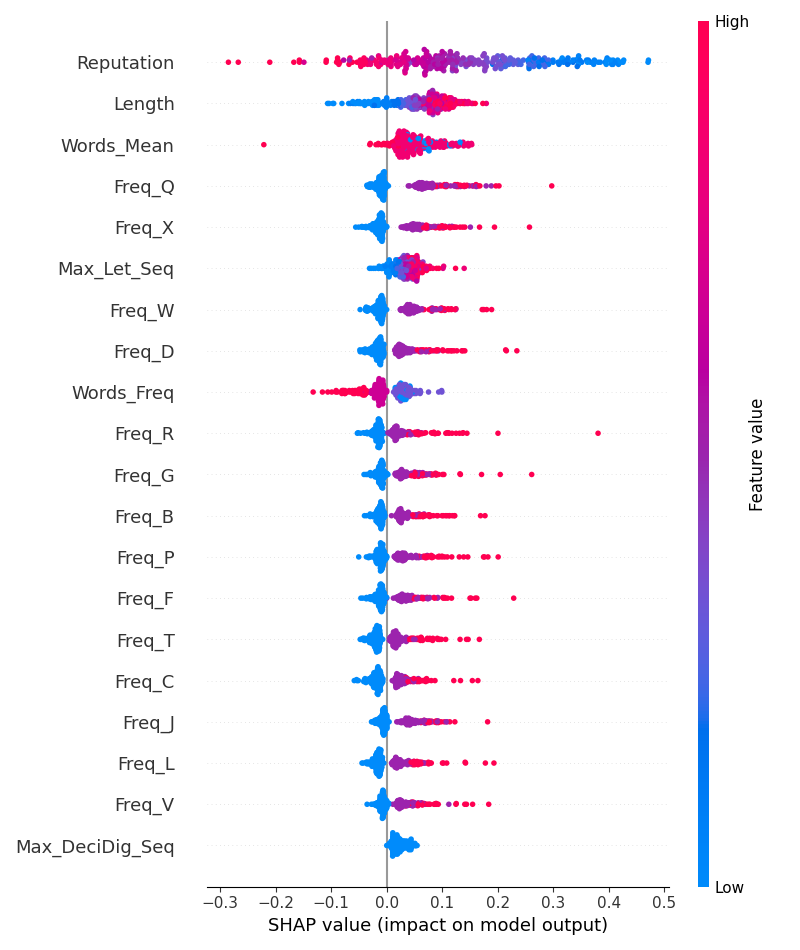 High
Reputation
Length
Words_Mean
Freq_Q
Freq_X
Max_Let_Seq
Freq_W
Freq_D
Words_Freq
Freq_R
Freq_G
Freq_B
Freq_P
Freq_F
Freq_T
Freq_C
Freq_J
Freq_L
Freq_V
Max_DeciDig_Seq
Low
Feature value
−0.3 −0.2 −0.1 0.0 0.1 0.2 0.3 0.4 0.5
SHAP value (impact on model output)